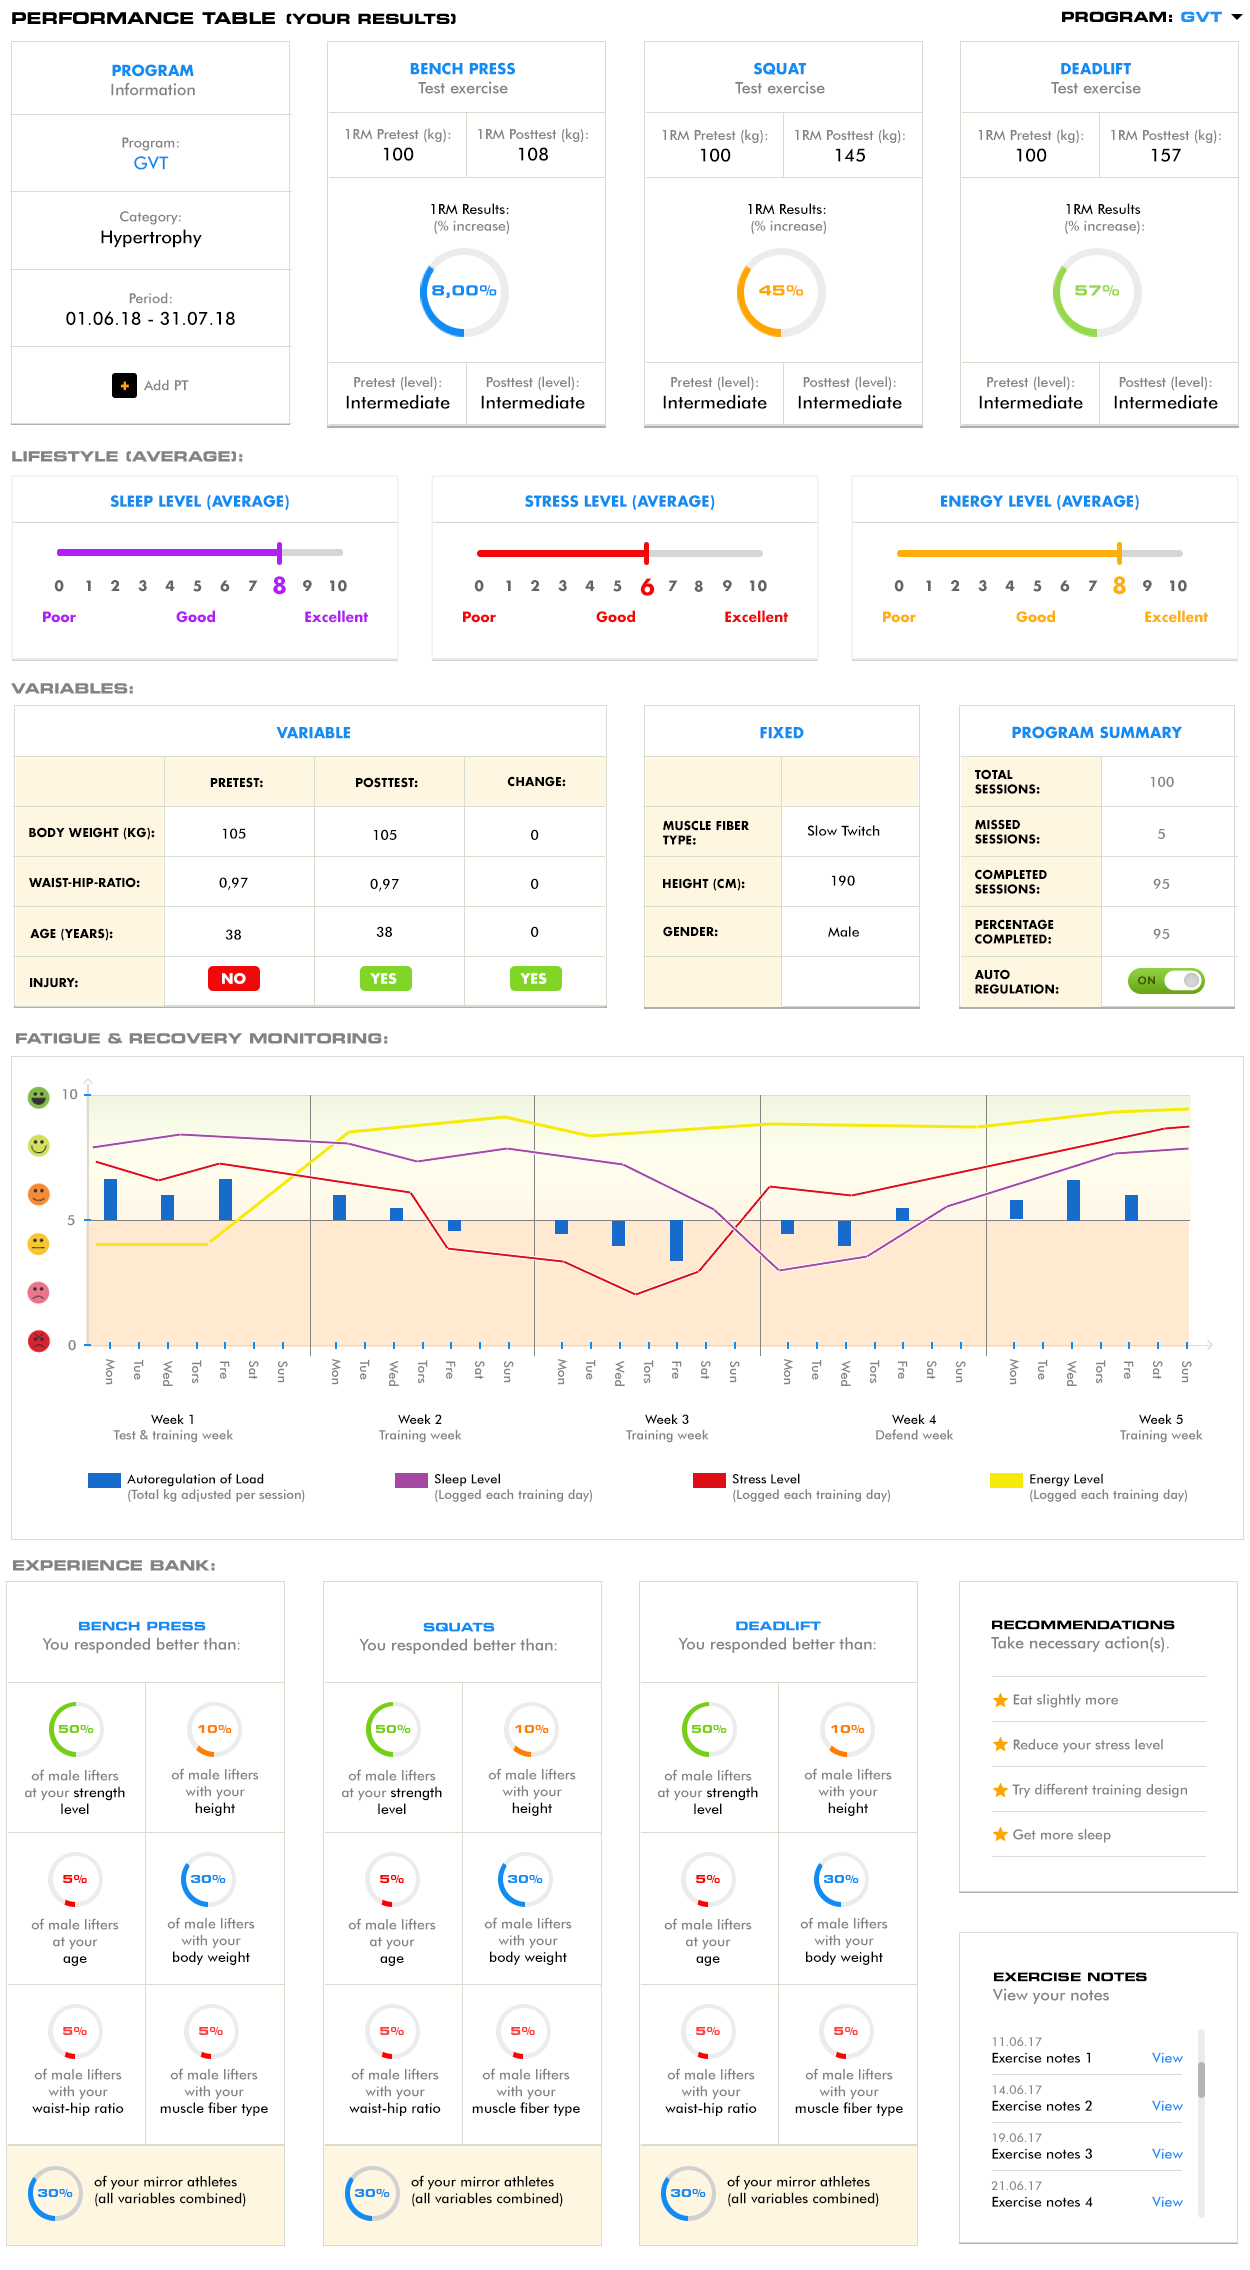 PERFORMANCE TABLE (YOUR RESULTS)
PROGRAM: GVT
PROGRAM
Information
Program:
GVT
Category:
Hypertrophy
Period:
01.06.18 - 31.07.18
+ Add PT
BENCH PRESS
Test exercise
1RM Pretest (kg):
100
1RM Posttest (kg):
108
1RM Results:
(% increase)
8,00%
Pretest (level):
Intermediate
Posttest (level):
Intermediate
SQUAT
Test exercise
1RM Pretest (kg):
100
1RM Posttest (kg):
145
1RM Results:
(% increase)
45%
Pretest (level):
Intermediate
Posttest (level):
Intermediate
DEADLIFT
Test exercise
1RM Pretest (kg):
100
1RM Posttest (kg):
157
1RM Results
(% increase):
57%
Pretest (level):
Intermediate
Posttest (level):
Intermediate
LIFESTYLE (AVERAGE):
SLEEP LEVEL (AVERAGE)
0 1 2 3 4 5 6 7 8 9 10
Poor Good Excellent
STRESS LEVEL (AVERAGE)
0 1 2 3 4 5 6 7 8 9 10
Poor Good Excellent
ENERGY LEVEL (AVERAGE)
0 1 2 3 4 5 6 7 8 9 10
Poor Good Excellent
VARIABLES:
VARIABLE
PRETEST: POSTTEST: CHANGE:
BODY WEIGHT (KG): 105 105 0
WAIST-HIP-RATIO: 0,97 0,97 0
AGE (YEARS): 38 38 0
INJURY: NO YES YES
FIXED
MUSCLE FIBER
TYPE:
Slow Twitch
HEIGHT (CM): 190
GENDER: Male
PROGRAM SUMMARY
TOTAL
SESSIONS:
100
MISSED
SESSIONS:
5
COMPLETED
SESSIONS:
95
PERCENTAGE
COMPLETED:
95
AUTO
REGULATION:
ON
FATIGUE & RECOVERY MONITORING:
10
5
0
Mon Tue Wed Tors Fre Sat Sun Mon Tue Wed Tors Fre Sat Sun Mon Tue Wed Tors Fre Sat Sun Mon Tue Wed Tors Fre Sat Sun Mon Tue Wed Tors Fre Sat Sun
Week 1
Test & training week
Week 2
Training week
Week 3
Training week
Week 4
Defend week
Week 5
Training week
Autoregulation of Load
(Total kg adjusted per session)
Sleep Level
(Logged each training day)
Stress Level
(Logged each training day)
Energy Level
(Logged each training day)
EXPERIENCE BANK:
BENCH PRESS
You responded better than:
50%
of male lifters
at your strength
level
10%
of male lifters
with your
height
5%
of male lifters
at your
age
30%
of male lifters
with your
body weight
5%
of male lifters
with your
waist-hip ratio
5%
of male lifters
with your
muscle fiber type
30%
of your mirror athletes
(all variables combined)
SQUATS
You responded better than:
50%
of male lifters
at your strength
level
10%
of male lifters
with your
height
5%
of male lifters
at your
age
30%
of male lifters
with your
body weight
5%
of male lifters
with your
waist-hip ratio
5%
of male lifters
with your
muscle fiber type
30%
of your mirror athletes
(all variables combined)
DEADLIFT
You responded better than:
50%
of male lifters
at your strength
level
10%
of male lifters
with your
height
5%
of male lifters
at your
age
30%
of male lifters
with your
body weight
5%
of male lifters
with your
waist-hip ratio
5%
of male lifters
with your
muscle fiber type
30%
of your mirror athletes
(all variables combined)
RECOMMENDATIONS
Take necessary action(s).
Eat slightly more
Reduce your stress level
Try different training design
Get more sleep
EXERCISE NOTES
View your notes
11.06.17
Exercise notes 1 View
14.06.17
Exercise notes 2 View
19.06.17
Exercise notes 3 View
21.06.17
Exercise notes 4 View